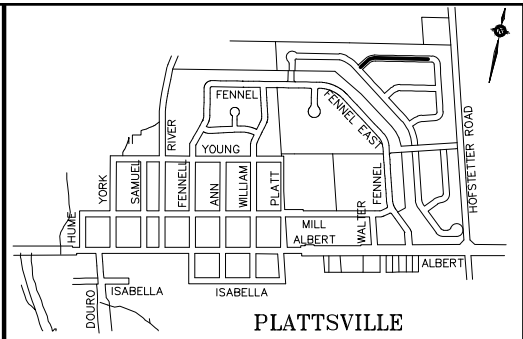 N
FENNEL
FENNEL EAST
RIVER
YOUNG
HOFSTETTER ROAD
YORK
SAMUEL
FENNELL
ANN
WILLIAM
PLATT
FENNEL
HUME
MILL
WALTER
ALBERT
ALBERT
ISABELLA
ISABELLA
DOURO
PLATTSVILLE